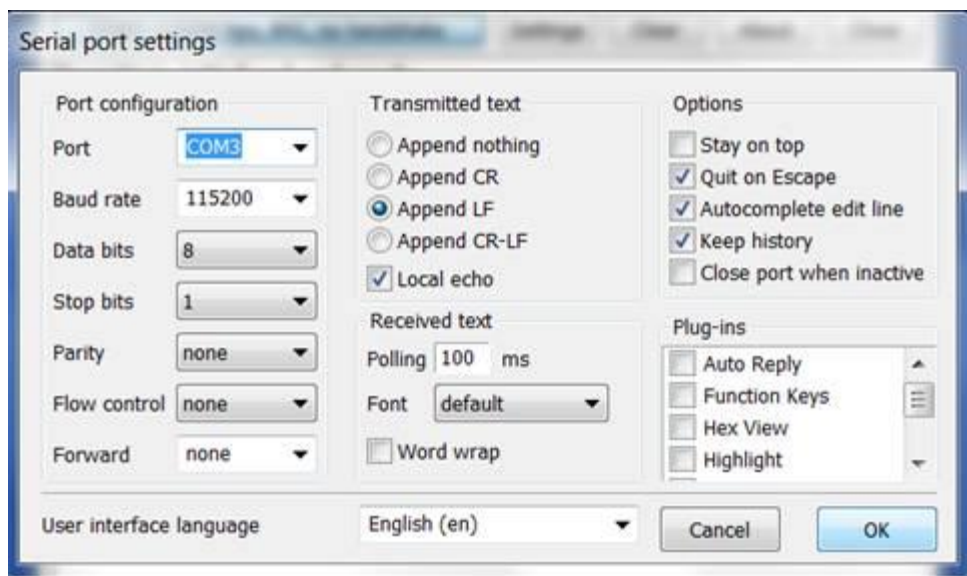 Serial port settings
Port configuration
Port COM3
Baud rate 115200
Data bits 8
Stop bits 1
Parity none
Flow control none
Forward none
Transmitted text
Append nothing
Append CR
Append LF
Append CR-LF
Local echo
Received text
Polling 100 ms
Font default
Word wrap
Options
Stay on top
Quit on Escape
Autocomplete edit line
Keep history
Close port when inactive
Plug-ins
Auto Reply
Function Keys
Hex View
Highlight
User interface language English (en)
Cancel
OK